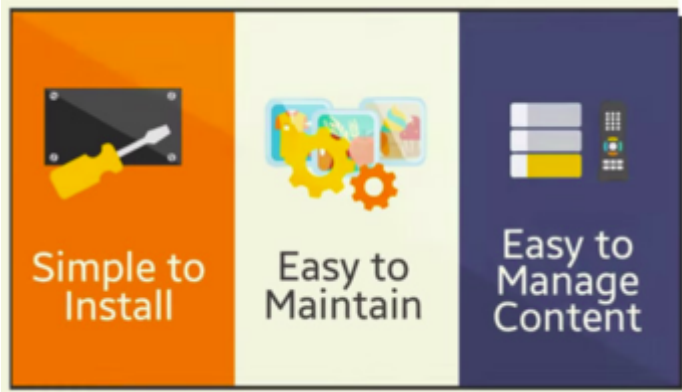 Simple to
Install
Easy to
Maintain
Easy to
Manage
Content